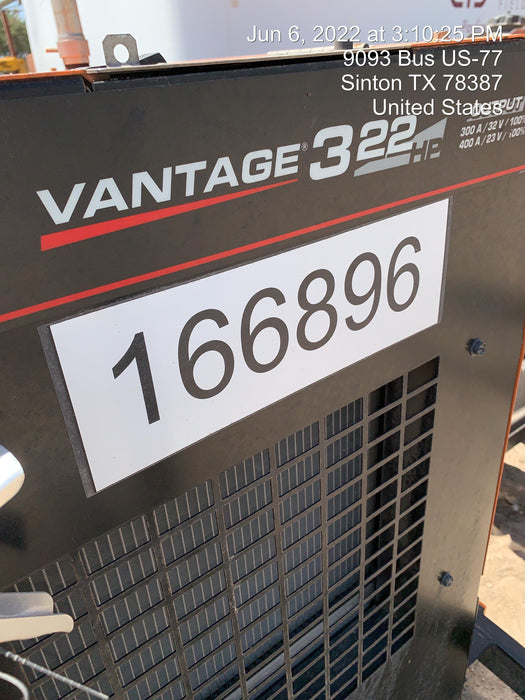 Jun 6, 2022 at 3:10:25 PM
9093 Bus US-77
Sinton TX 78387
United States
VANTAGE® 322 HP
OUTPUT
300 A / 32 V / 100%
400 A / 23 V / 100%
166896